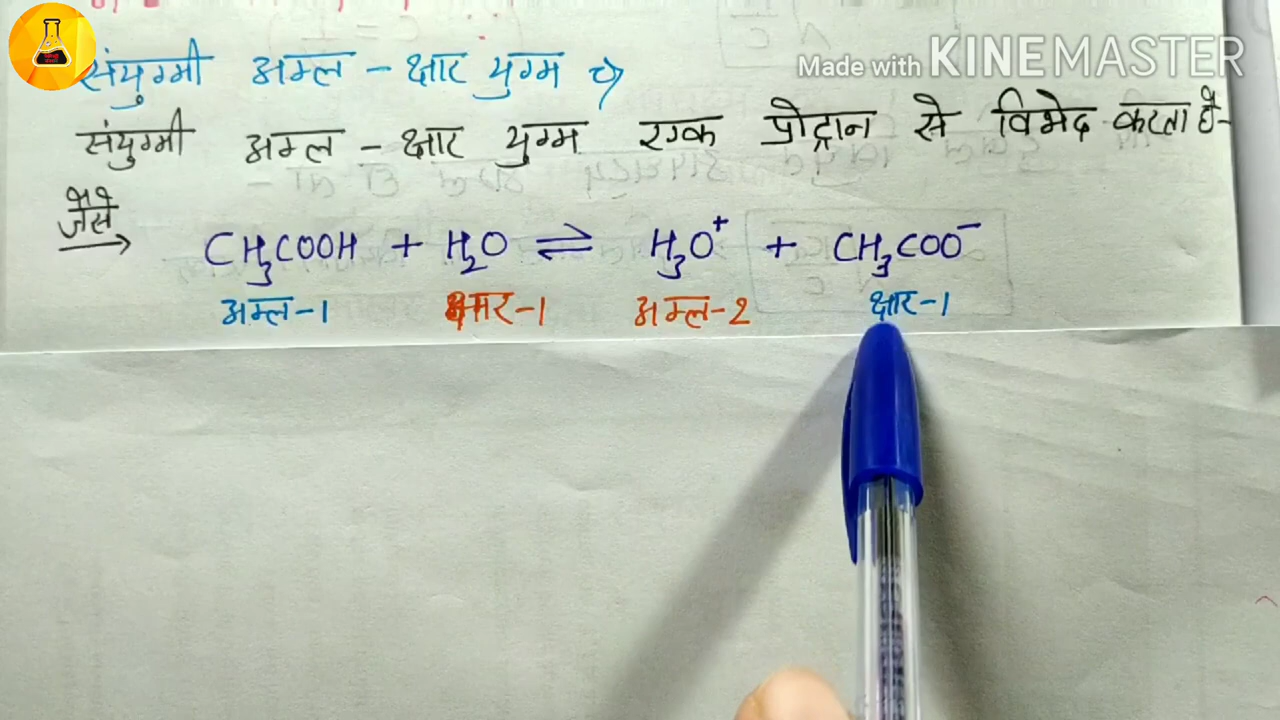 Made with KINEMASTER
संयुग्मी अम्ल - क्षार युग्म →
संयुग्मी अम्ल - क्षार युग्म एक प्रोट्रान से विभेद करता है-
जैसे →
CH₃COOH + H₂O ⇌ H₃O⁺ + CH₃COO⁻
अम्ल-1 क्षार-1 अम्ल-2 क्षार-1